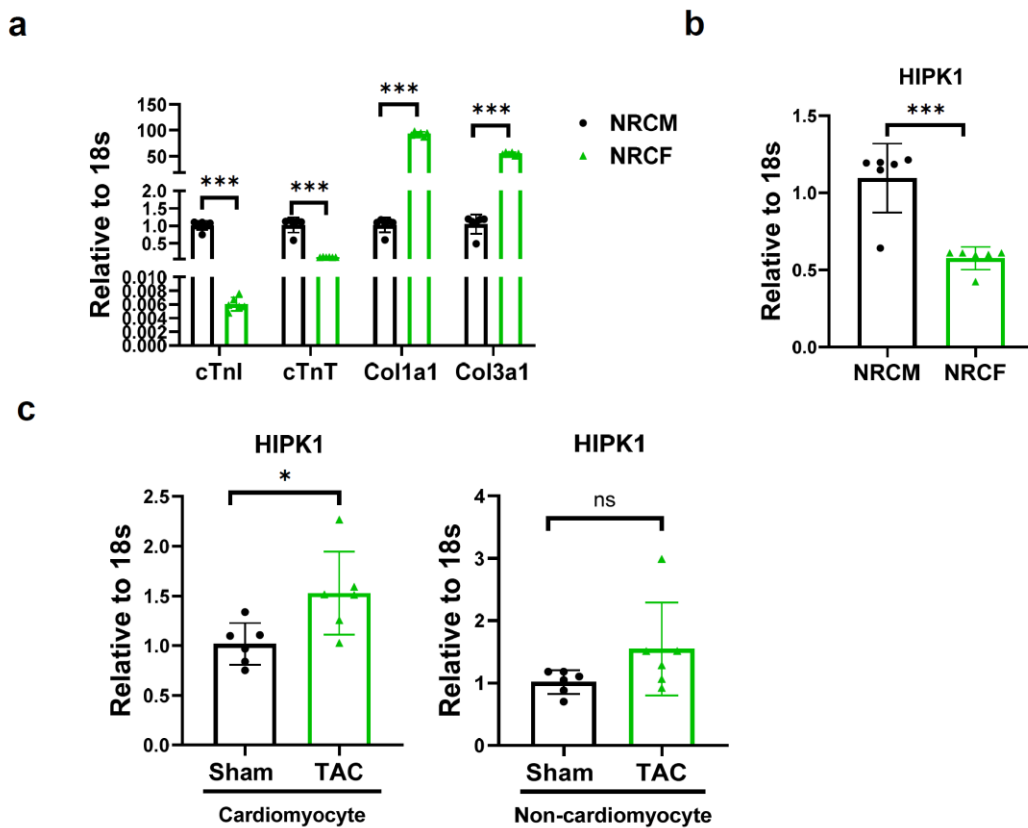 a
Relative to 18s
150
100
50
2.0
1.5
1.0
0.5
0.010
0.008
0.006
0.004
0.002
0.000
***
***
***
***
cTnI
cTnT
Col1a1
Col3a1
NRCM
NRCF
b
HIPK1
***
Relative to 18s
1.5
1.0
0.5
0.0
NRCM
NRCF
c
HIPK1
*
Relative to 18s
2.5
2.0
1.5
1.0
0.5
0.0
Sham
TAC
Cardiomyocyte
HIPK1
ns
Relative to 18s
4
3
2
1
0
Sham
TAC
Non-cardiomyocyte